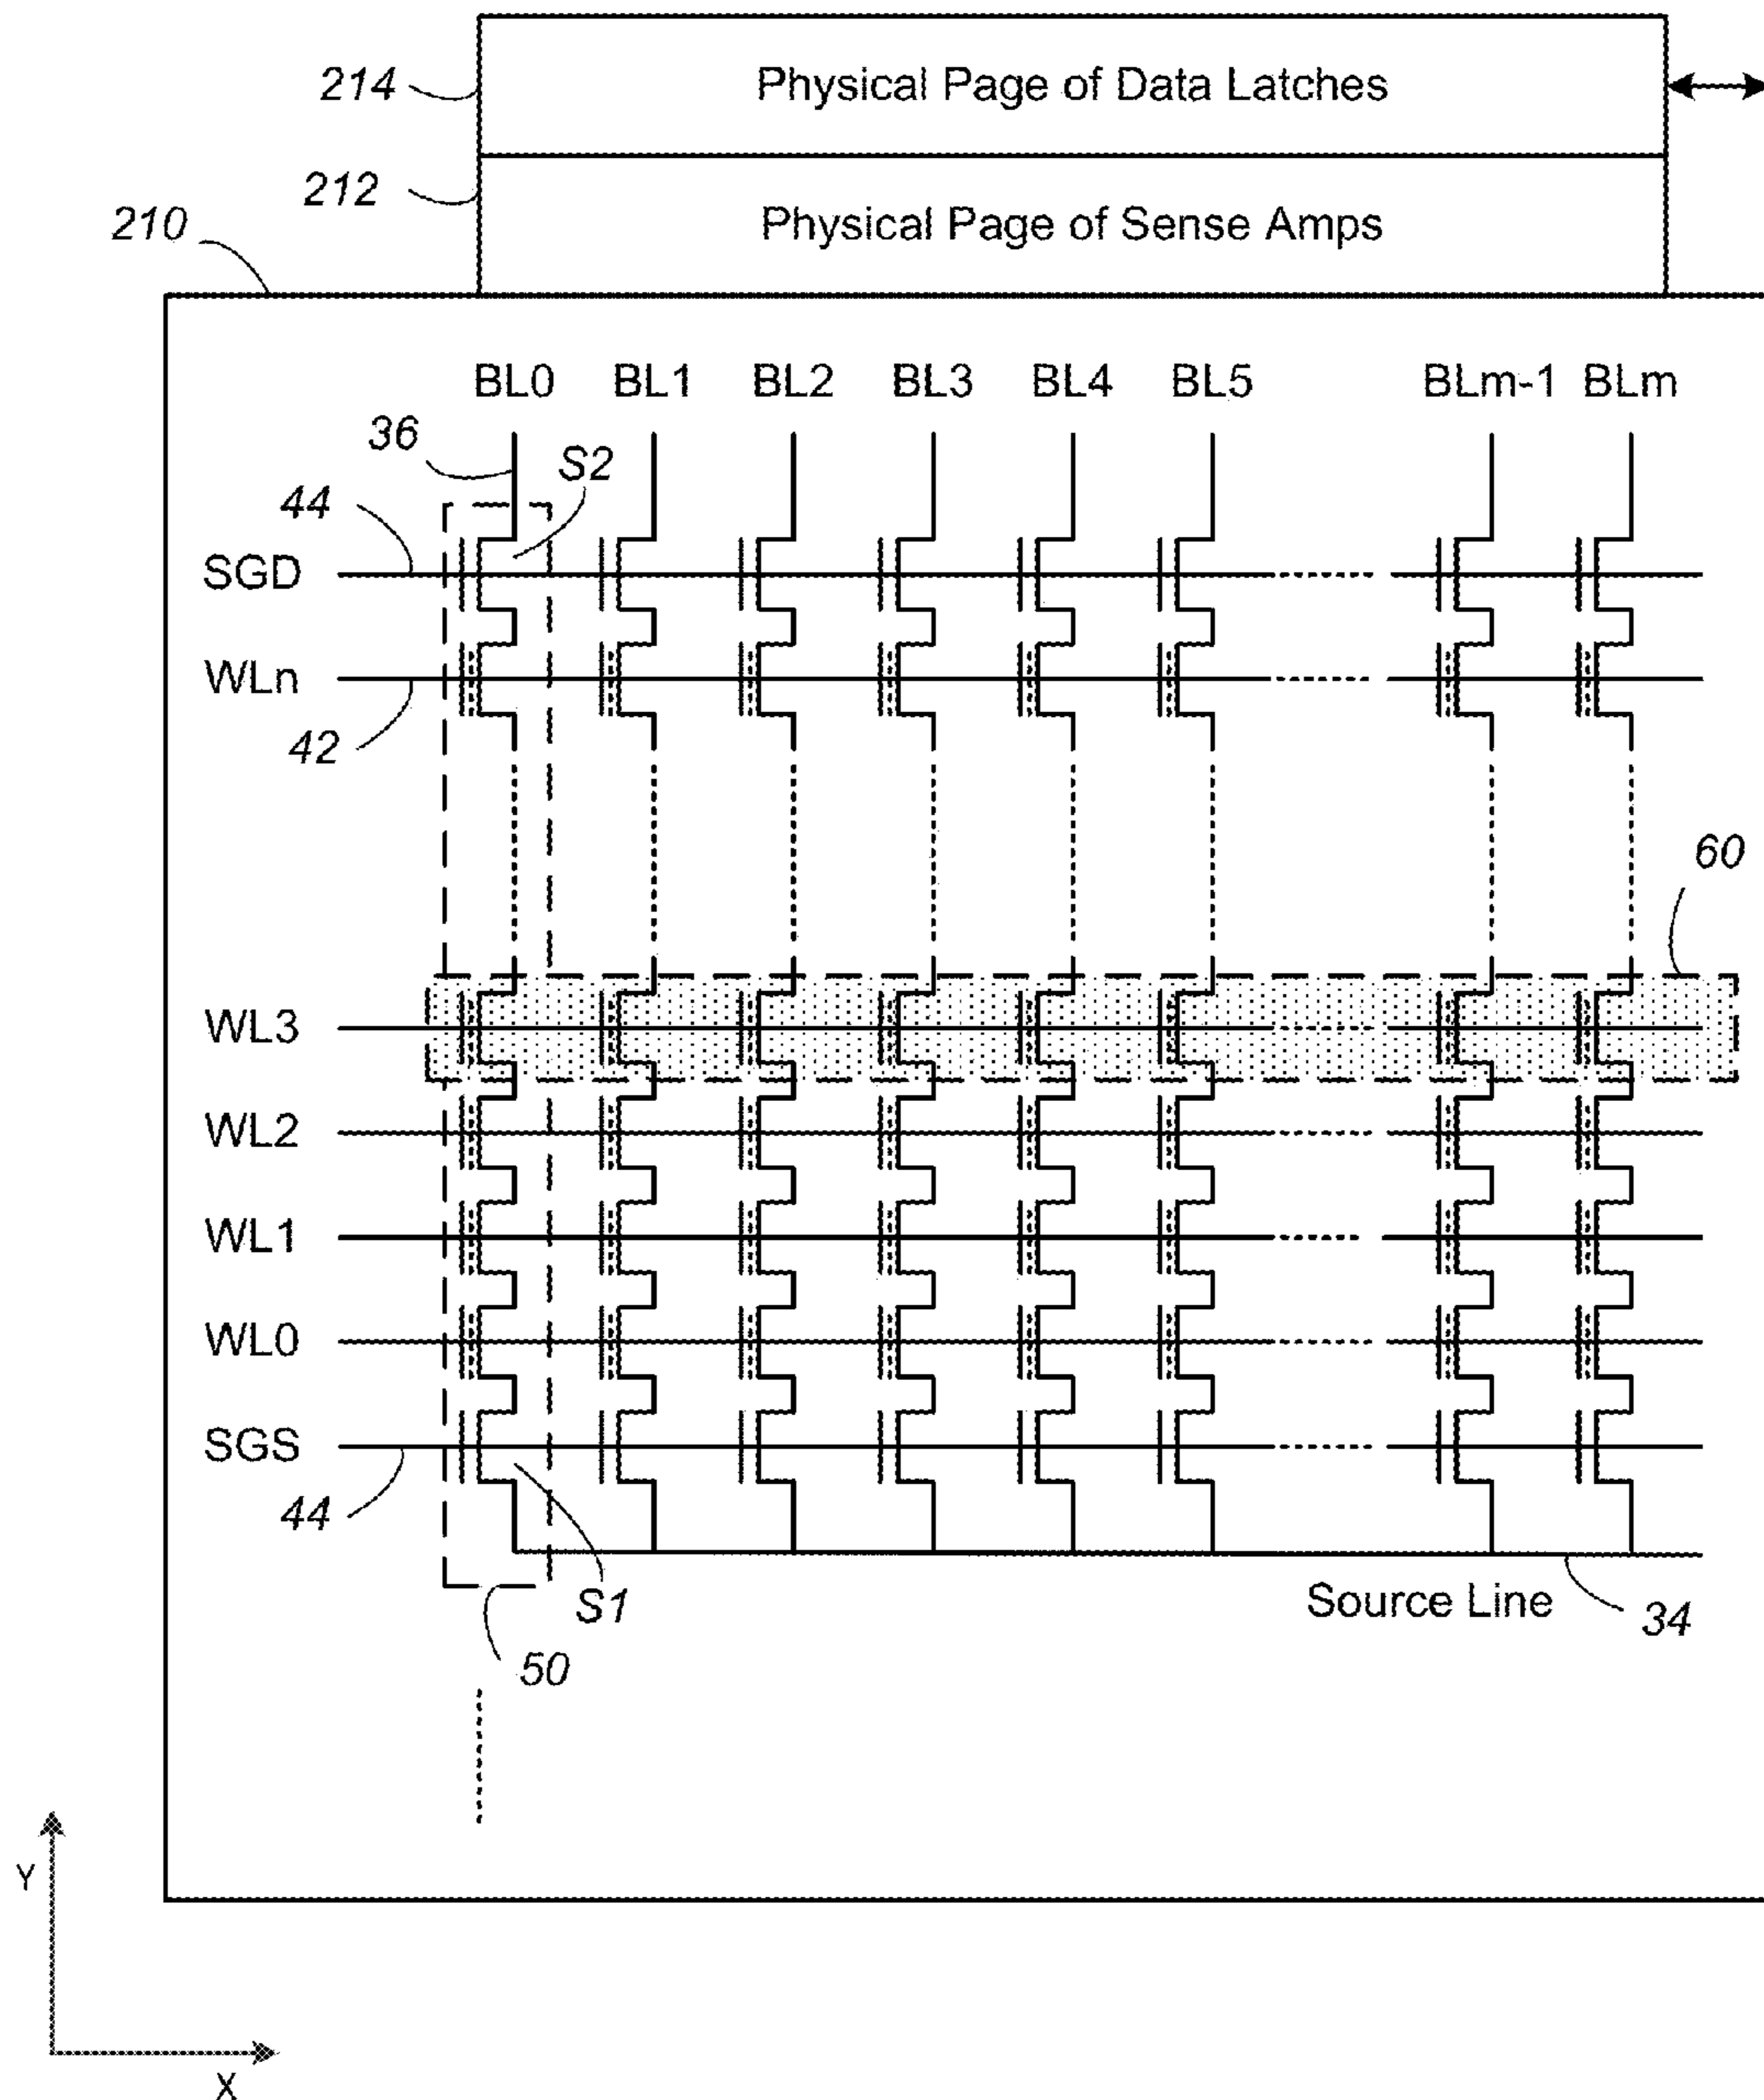 214 Physical Page of Data Latches
212 Physical Page of Sense Amps
210
BL0 BL1 BL2 BL3 BL4 BL5 BLm-1 BLm
36
S2
44
SGD
WLn
42
60
WL3
WL2
WL1
WL0
SGS
44
S1
Source Line
34
50
Y
X